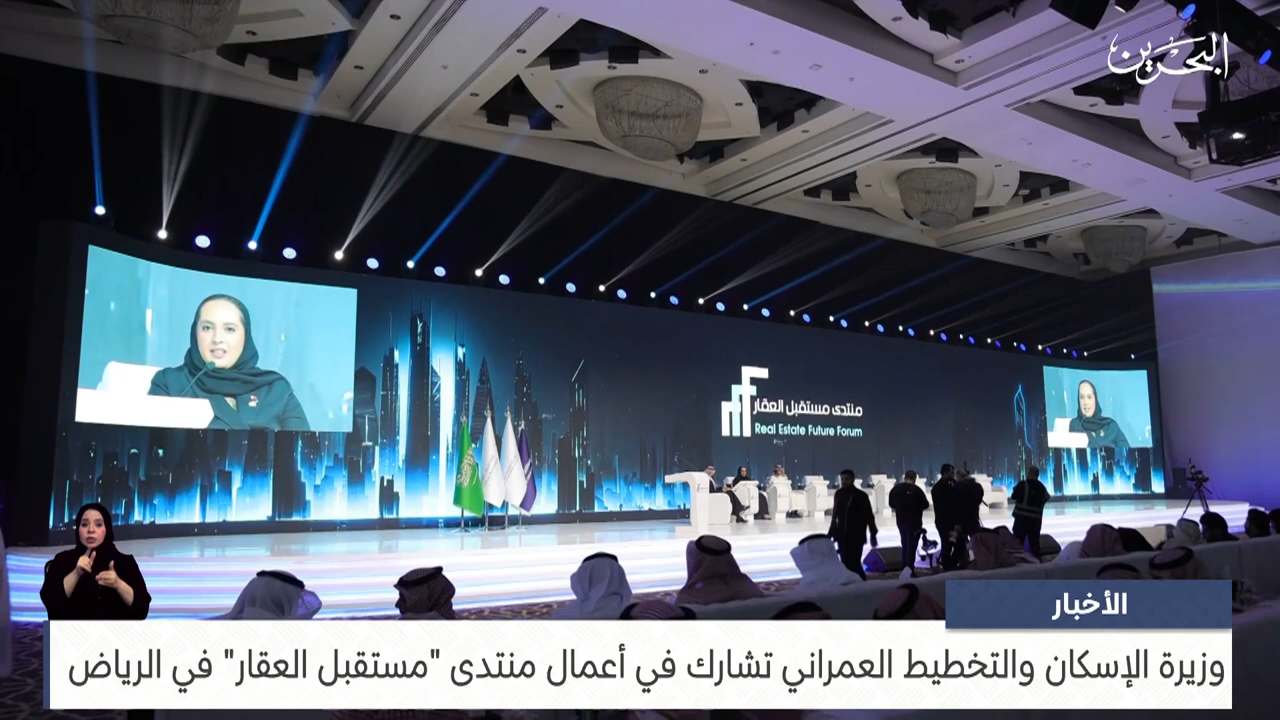 البحرين
منتدى مستقبل العقار
Real Estate Future Forum
الأخبار
وزيرة الإسكان والتخطيط العمراني تشارك في أعمال منتدى "مستقبل العقار" في الرياض